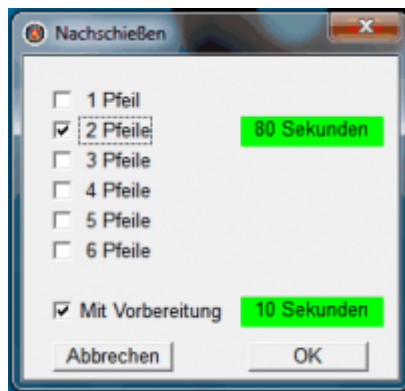 Nachschießen
1 Pfeil
2 Pfeile 80 Sekunden
3 Pfeile
4 Pfeile
5 Pfeile
6 Pfeile
Mit Vorbereitung 10 Sekunden
Abbrechen OK